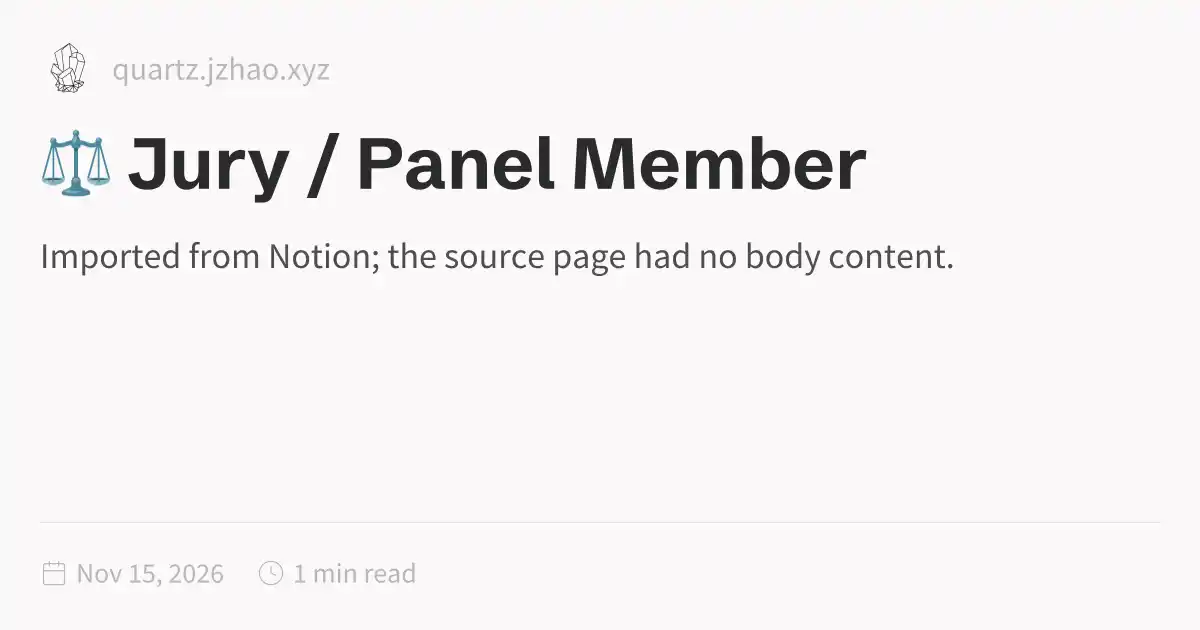 quartz.jzhao.xyz
⚖️ Jury / Panel Member
Imported from Notion; the source page had no body content.
Nov 15, 2026
1 min read